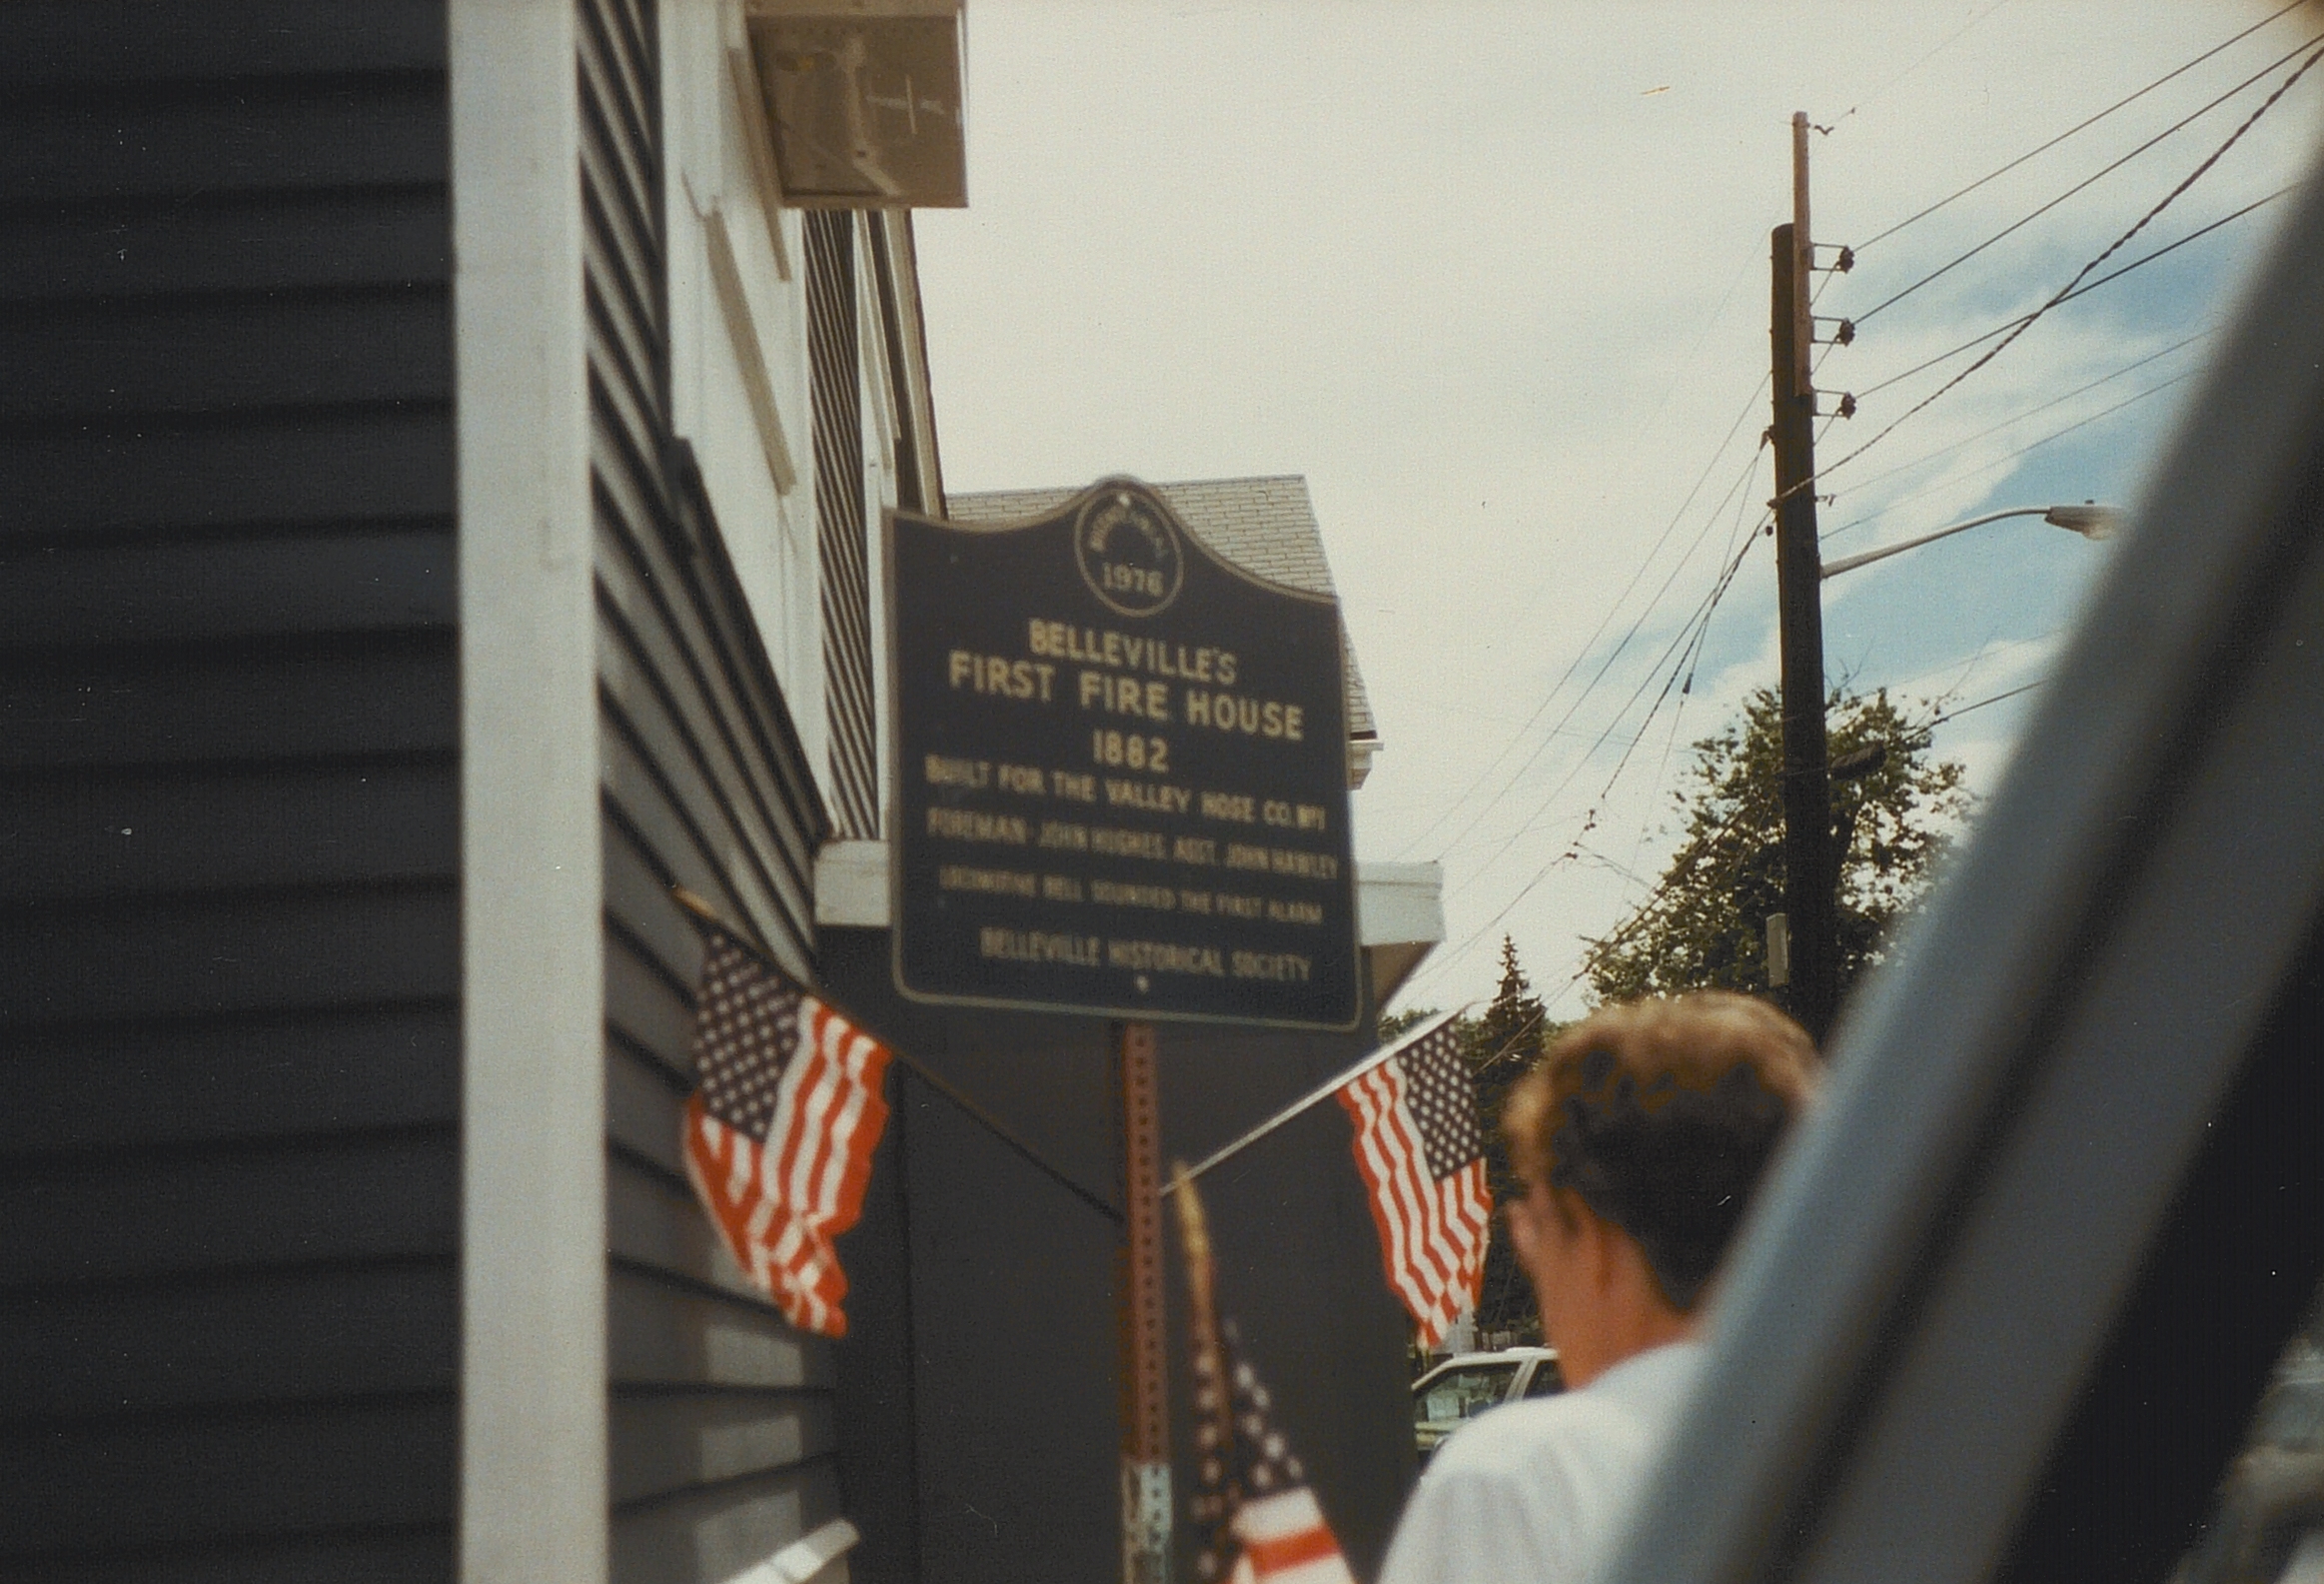 BICENTENNIAL
1976
BELLEVILLE'S
FIRST FIRE HOUSE
1882
BUILT FOR THE VALLEY HOSE CO. Nº1
FOREMAN- JOHN HUGHES, ASST. JOHN HAWLEY
LOCOMOTIVE BELL SOUNDED THE FIRST ALARM
BELLEVILLE HISTORICAL SOCIETY